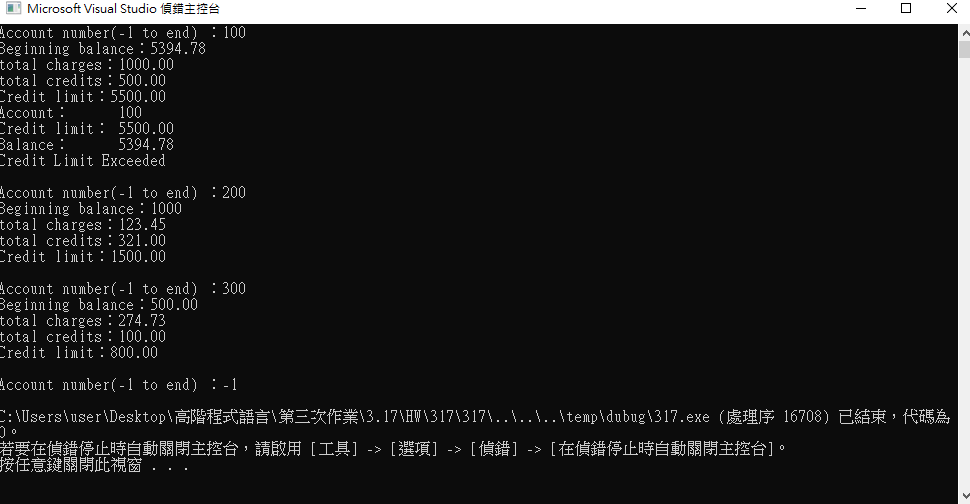 Microsoft Visual Studio 偵錯主控台
Account number(-1 to end) ：100
Beginning balance：5394.78
total charges：1000.00
total credits：500.00
Credit limit：5500.00
Account：      100
Credit limit： 5500.00
Balance：      5394.78
Credit Limit Exceeded
Account number(-1 to end) ：200
Beginning balance：1000
total charges：123.45
total credits：321.00
Credit limit：1500.00
Account number(-1 to end) ：300
Beginning balance：500.00
total charges：274.73
total credits：100.00
Credit limit：800.00
Account number(-1 to end) ：-1
C:\Users\user\Desktop\高階程式語言\第三次作業\3.17\HW\317\317\..\..\..\temp\dubug\317.exe (處理序 16708) 已結束，代碼為
0。
若要在偵錯停止時自動關閉主控台，請啟用 [工具] -> [選項] -> [偵錯] -> [在偵錯停止時自動關閉主控台]。
按任意鍵關閉此視窗 . . .